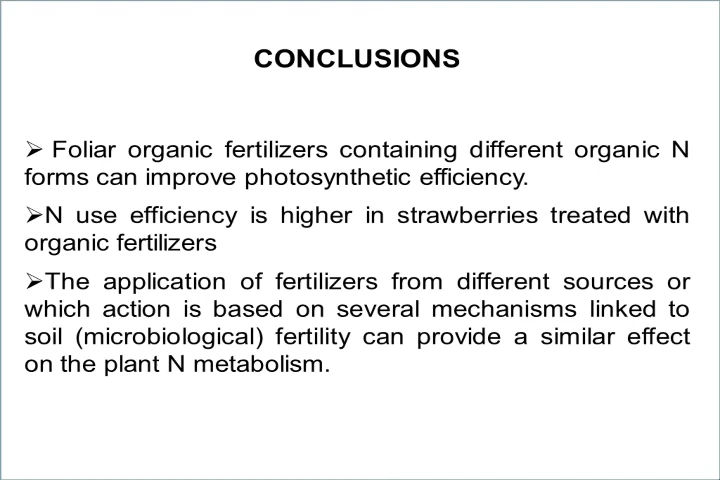 CONCLUSIONS
➢ Foliar organic fertilizers containing different organic N
forms can improve photosynthetic efficiency.
➢N use efficiency is higher in strawberries treated with
organic fertilizers
➢The application of fertilizers from different sources or
which action is based on several mechanisms linked to
soil (microbiological) fertility can provide a similar effect
on the plant N metabolism.